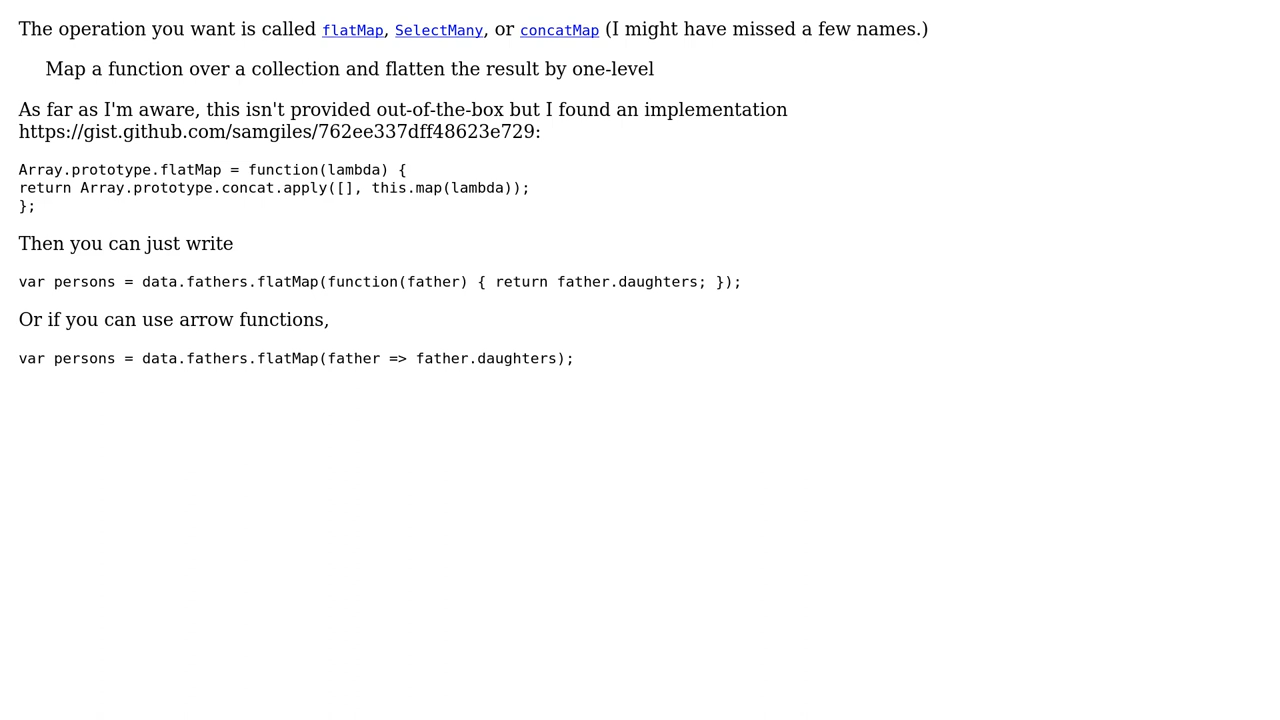 The operation you want is called flatMap, SelectMany, or concatMap (I might have missed a few names.)
Map a function over a collection and flatten the result by one-level
As far as I'm aware, this isn't provided out-of-the-box but I found an implementation
https://gist.github.com/samgiles/762ee337dff48623e729:
Array.prototype.flatMap = function(lambda) {
return Array.prototype.concat.apply([], this.map(lambda));
};
Then you can just write
var persons = data.fathers.flatMap(function(father) { return father.daughters; });
Or if you can use arrow functions,
var persons = data.fathers.flatMap(father => father.daughters);